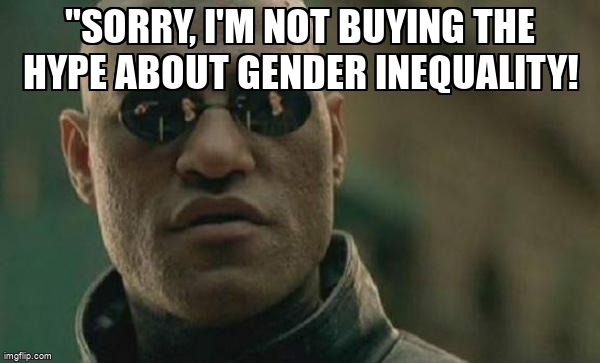 "SORRY, I'M NOT BUYING THE
HYPE ABOUT GENDER INEQUALITY!
imgflip.com